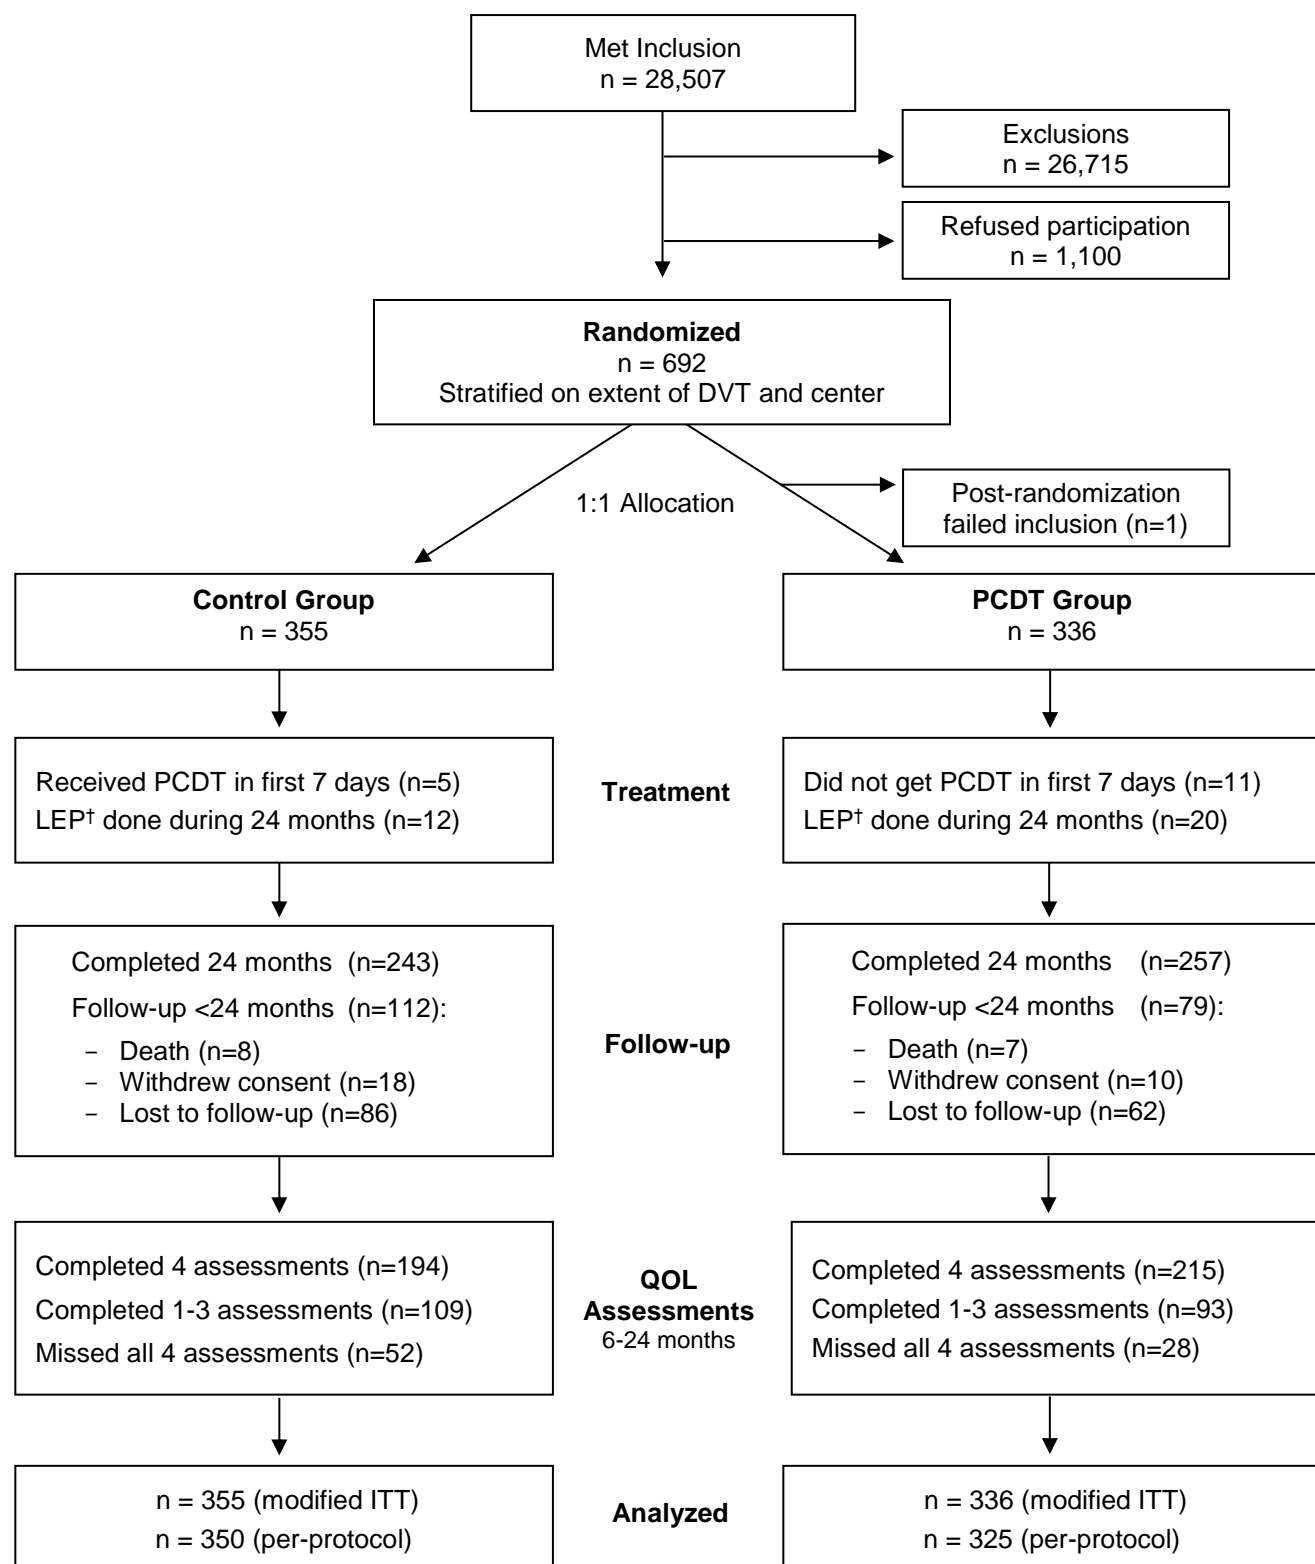 Met Inclusion
n = 28,507
Exclusions
n = 26,715
Refused participation
n = 1,100
Randomized
n = 692
Stratified on extent of DVT and center
1:1 Allocation
Post-randomization
failed inclusion (n=1)
Control Group
n = 355
PCDT Group
n = 336
Received PCDT in first 7 days (n=5)
LEP† done during 24 months (n=12)
Treatment
Did not get PCDT in first 7 days (n=11)
LEP† done during 24 months (n=20)
Completed 24 months (n=243)
Follow-up <24 months (n=112):
- Death (n=8)
- Withdrew consent (n=18)
- Lost to follow-up (n=86)
Follow-up
Completed 24 months (n=257)
Follow-up <24 months (n=79):
- Death (n=7)
- Withdrew consent (n=10)
- Lost to follow-up (n=62)
Completed 4 assessments (n=194)
Completed 1-3 assessments (n=109)
Missed all 4 assessments (n=52)
QOL
Assessments
6-24 months
Completed 4 assessments (n=215)
Completed 1-3 assessments (n=93)
Missed all 4 assessments (n=28)
n = 355 (modified ITT)
n = 350 (per-protocol)
Analyzed
n = 336 (modified ITT)
n = 325 (per-protocol)